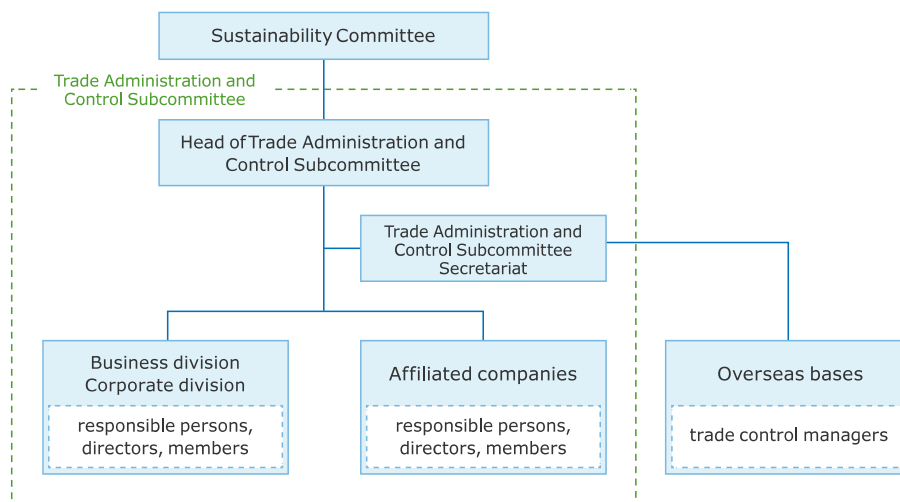 Sustainability Committee
Trade Administration and
Control Subcommittee
Head of Trade Administration and
Control Subcommittee
Trade Administration and
Control Subcommittee
Secretariat
Business division
Corporate division
responsible persons,
directors, members
Affiliated companies
responsible persons,
directors, members
Overseas bases
trade control managers